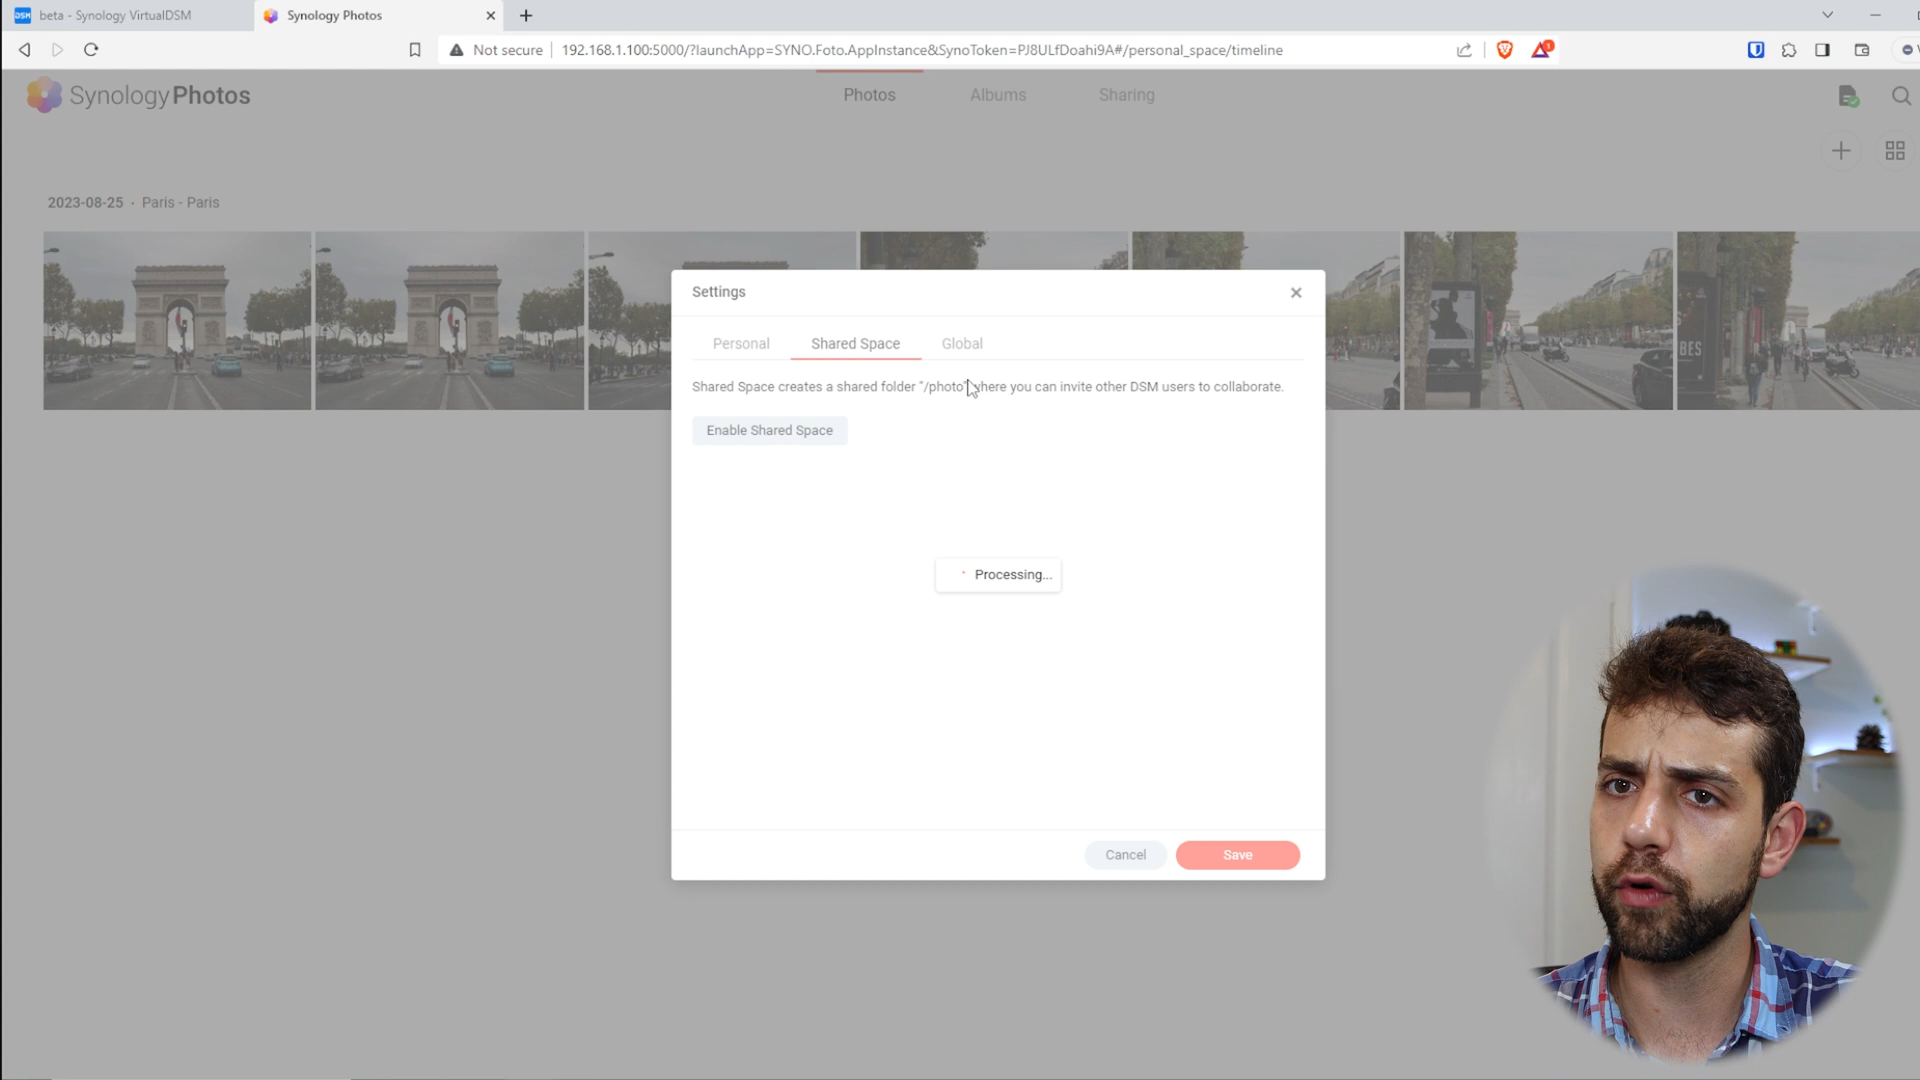 beta - Synology VirtualDSM
Synology Photos
Not secure
192.168.1.100:5000/?launchApp=SYNO.Foto.AppInstance&SynoToken=PJ8ULfDoahi9A#/personal_space/timeline
SynologyPhotos
Photos
Albums
Sharing
2023-08-25 · Paris - Paris
BES
Settings
Personal
Shared Space
Global
Shared Space creates a shared folder "/photo" where you can invite other DSM users to collaborate.
Enable Shared Space
Processing...
Cancel
Save